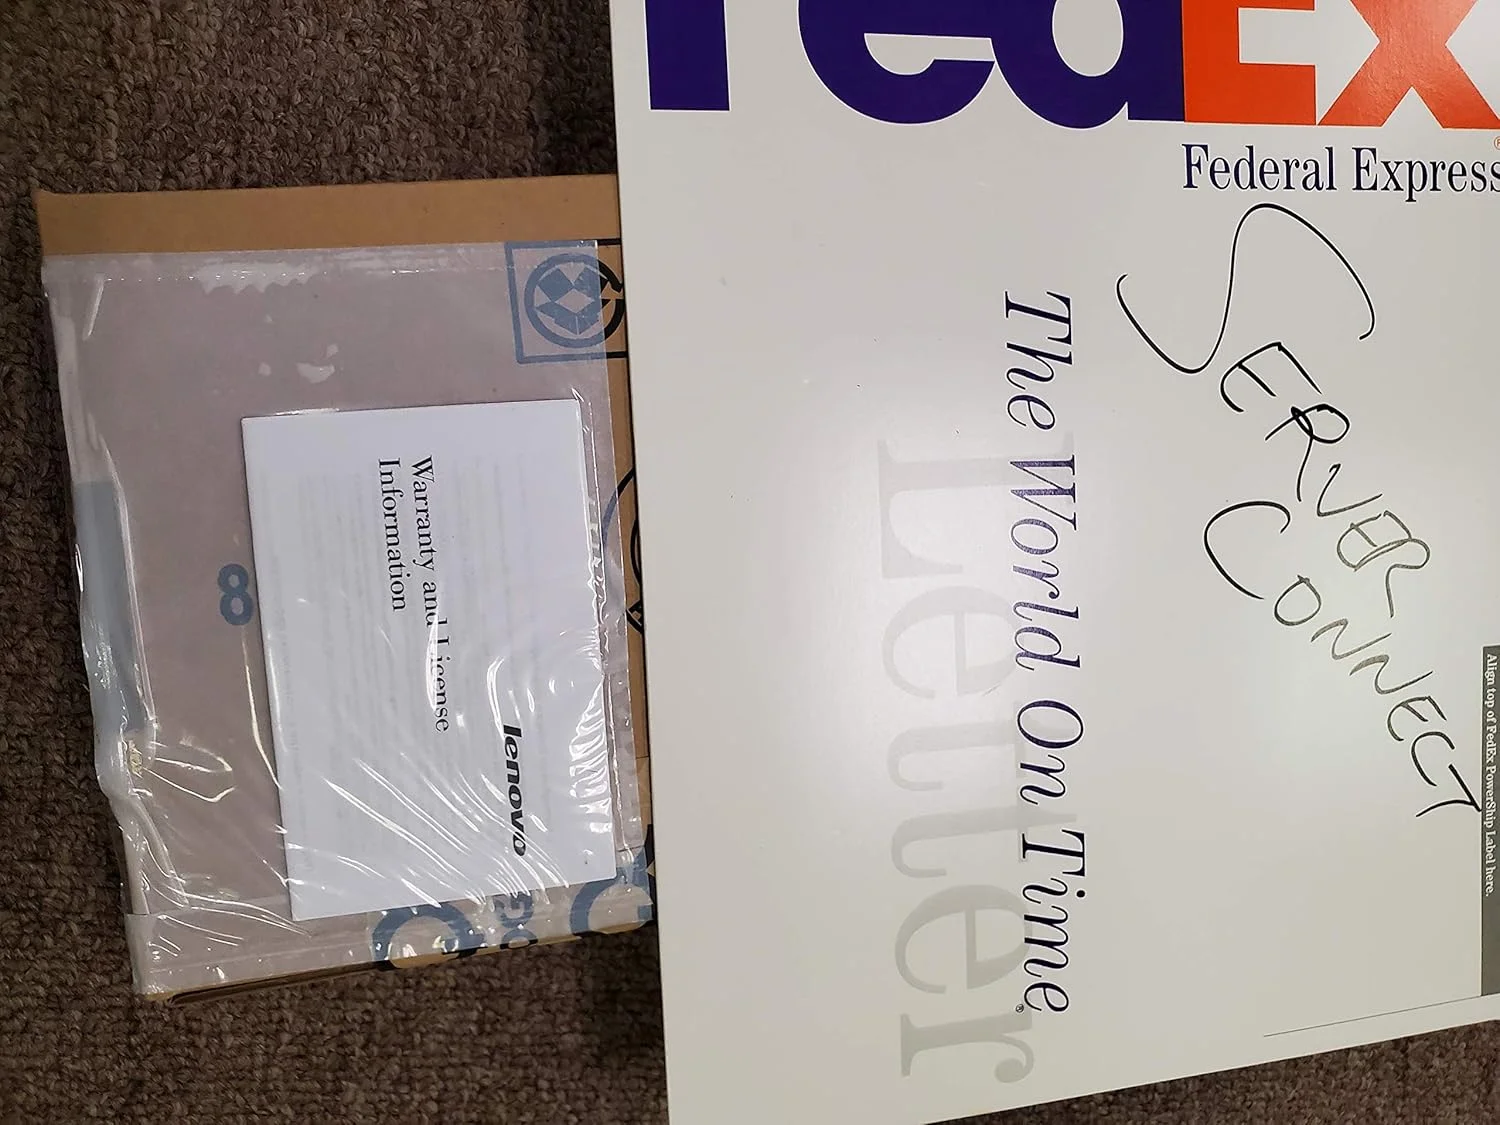 FedEx
Federal Express
SERVER
CONNECT
The World On Time
Letter
Align top of FedEx PowerShip Label here.
Warranty and License
Information
lenovo
8